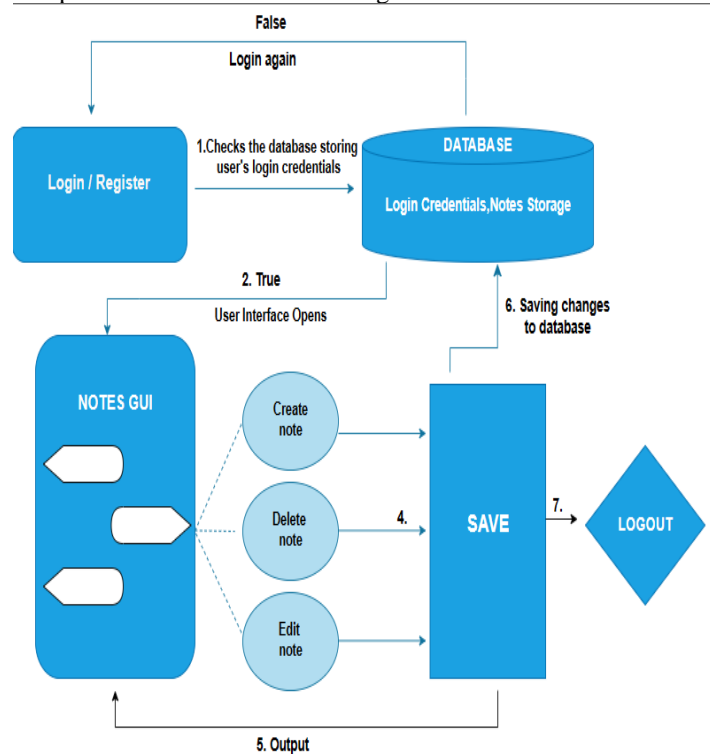 False
Login again
1.Checks the database storing
user's login credentials
DATABASE
Login / Register
Login Credentials,Notes Storage
2. True
User Interface Opens
6. Saving changes
to database
NOTES GUI
Create
note
Delete
note
4.
SAVE
7.
LOGOUT
Edit
note
5. Output